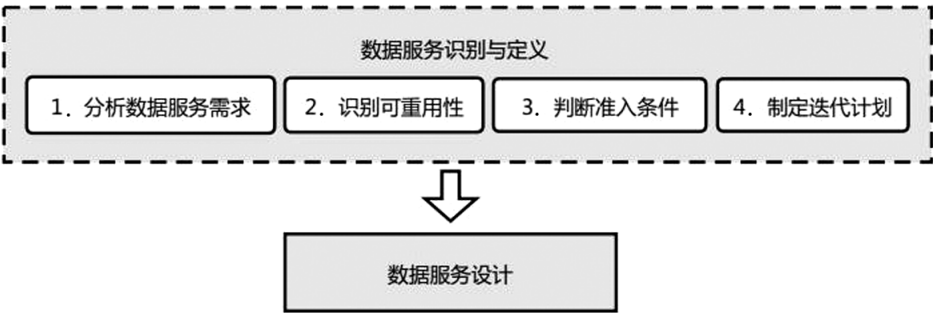 数据服务识别与定义
1. 分析数据服务需求
2. 识别可重用性
3. 判断准入条件
4. 制定迭代计划
数据服务设计